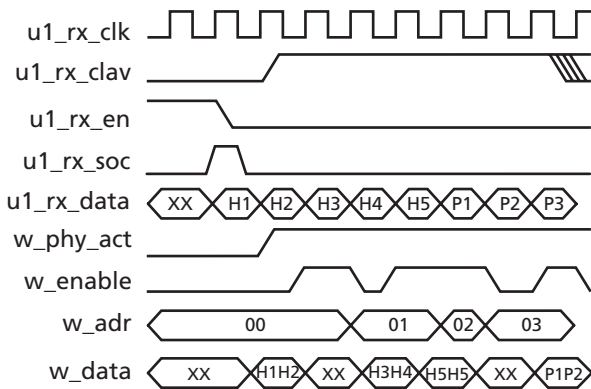 u1_rx_clk
u1_rx_clav
u1_rx_en
u1_rx_soc
u1_rx_data XX H1 H2 H3 H4 H5 P1 P2 P3
w_phy_act
w_enable
w_adr 00 01 02 03
w_data XX H1H2 XX H3H4 H5H5 XX P1P2